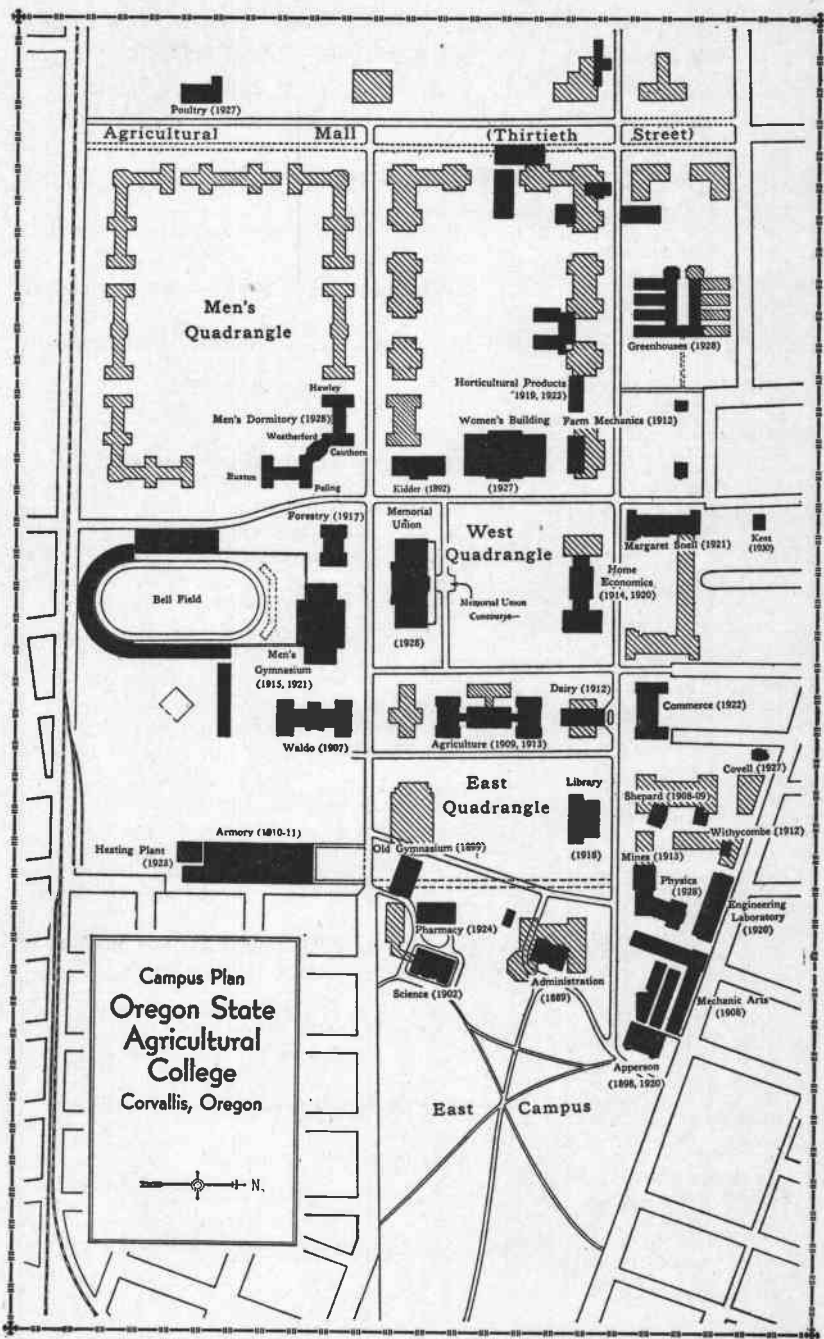 Poultry (1927)
Agricultural Mall (Thirtieth Street)
Men's
Quadrangle
Greenhouses (1928)
Horticultural Products
(1919, 1922)
Hawley
Men's Dormitory (1928)
Weatherford
Cauthorn
Buxton
Poling
Women's Building
(1927)
Farm Mechanics (1912)
Kidder (1892)
Forestry (1917)
Memorial
Union
(1928)
West
Quadrangle
Memorial Union
Concourse
Margaret Snell (1921)
Kent
(1930)
Home
Economics
(1914, 1920)
Bell Field
Men's
Gymnasium
(1915, 1921)
Waldo (1907)
Agriculture (1909, 1913)
Dairy (1912)
Commerce (1922)
Covell (1927)
East
Quadrangle
Library
(1918)
Shepard (1908-09)
Withycombe (1912)
Mines (1913)
Physics
(1928)
Engineering
Laboratory
(1920)
Heating Plant
(1923)
Armory (1910-11)
Old Gymnasium (1899)
Pharmacy (1924)
Science (1902)
Administration
(1889)
Mechanic Arts
(1908)
Apperson
(1898, 1920)
East Campus
Campus Plan
Oregon State
Agricultural
College
Corvallis, Oregon
N.